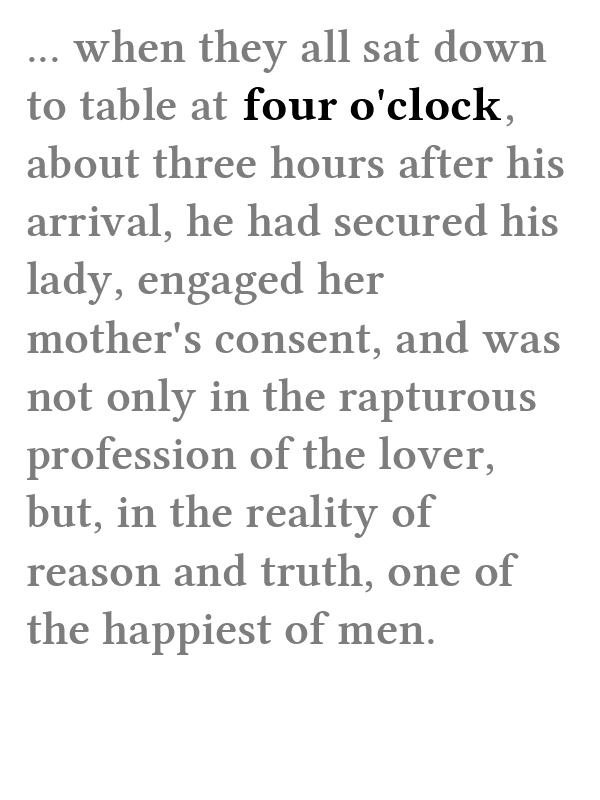 ... when they all sat down
to table at four o'clock,
about three hours after his
arrival, he had secured his
lady, engaged her
mother's consent, and was
not only in the rapturous
profession of the lover,
but, in the reality of
reason and truth, one of
the happiest of men.